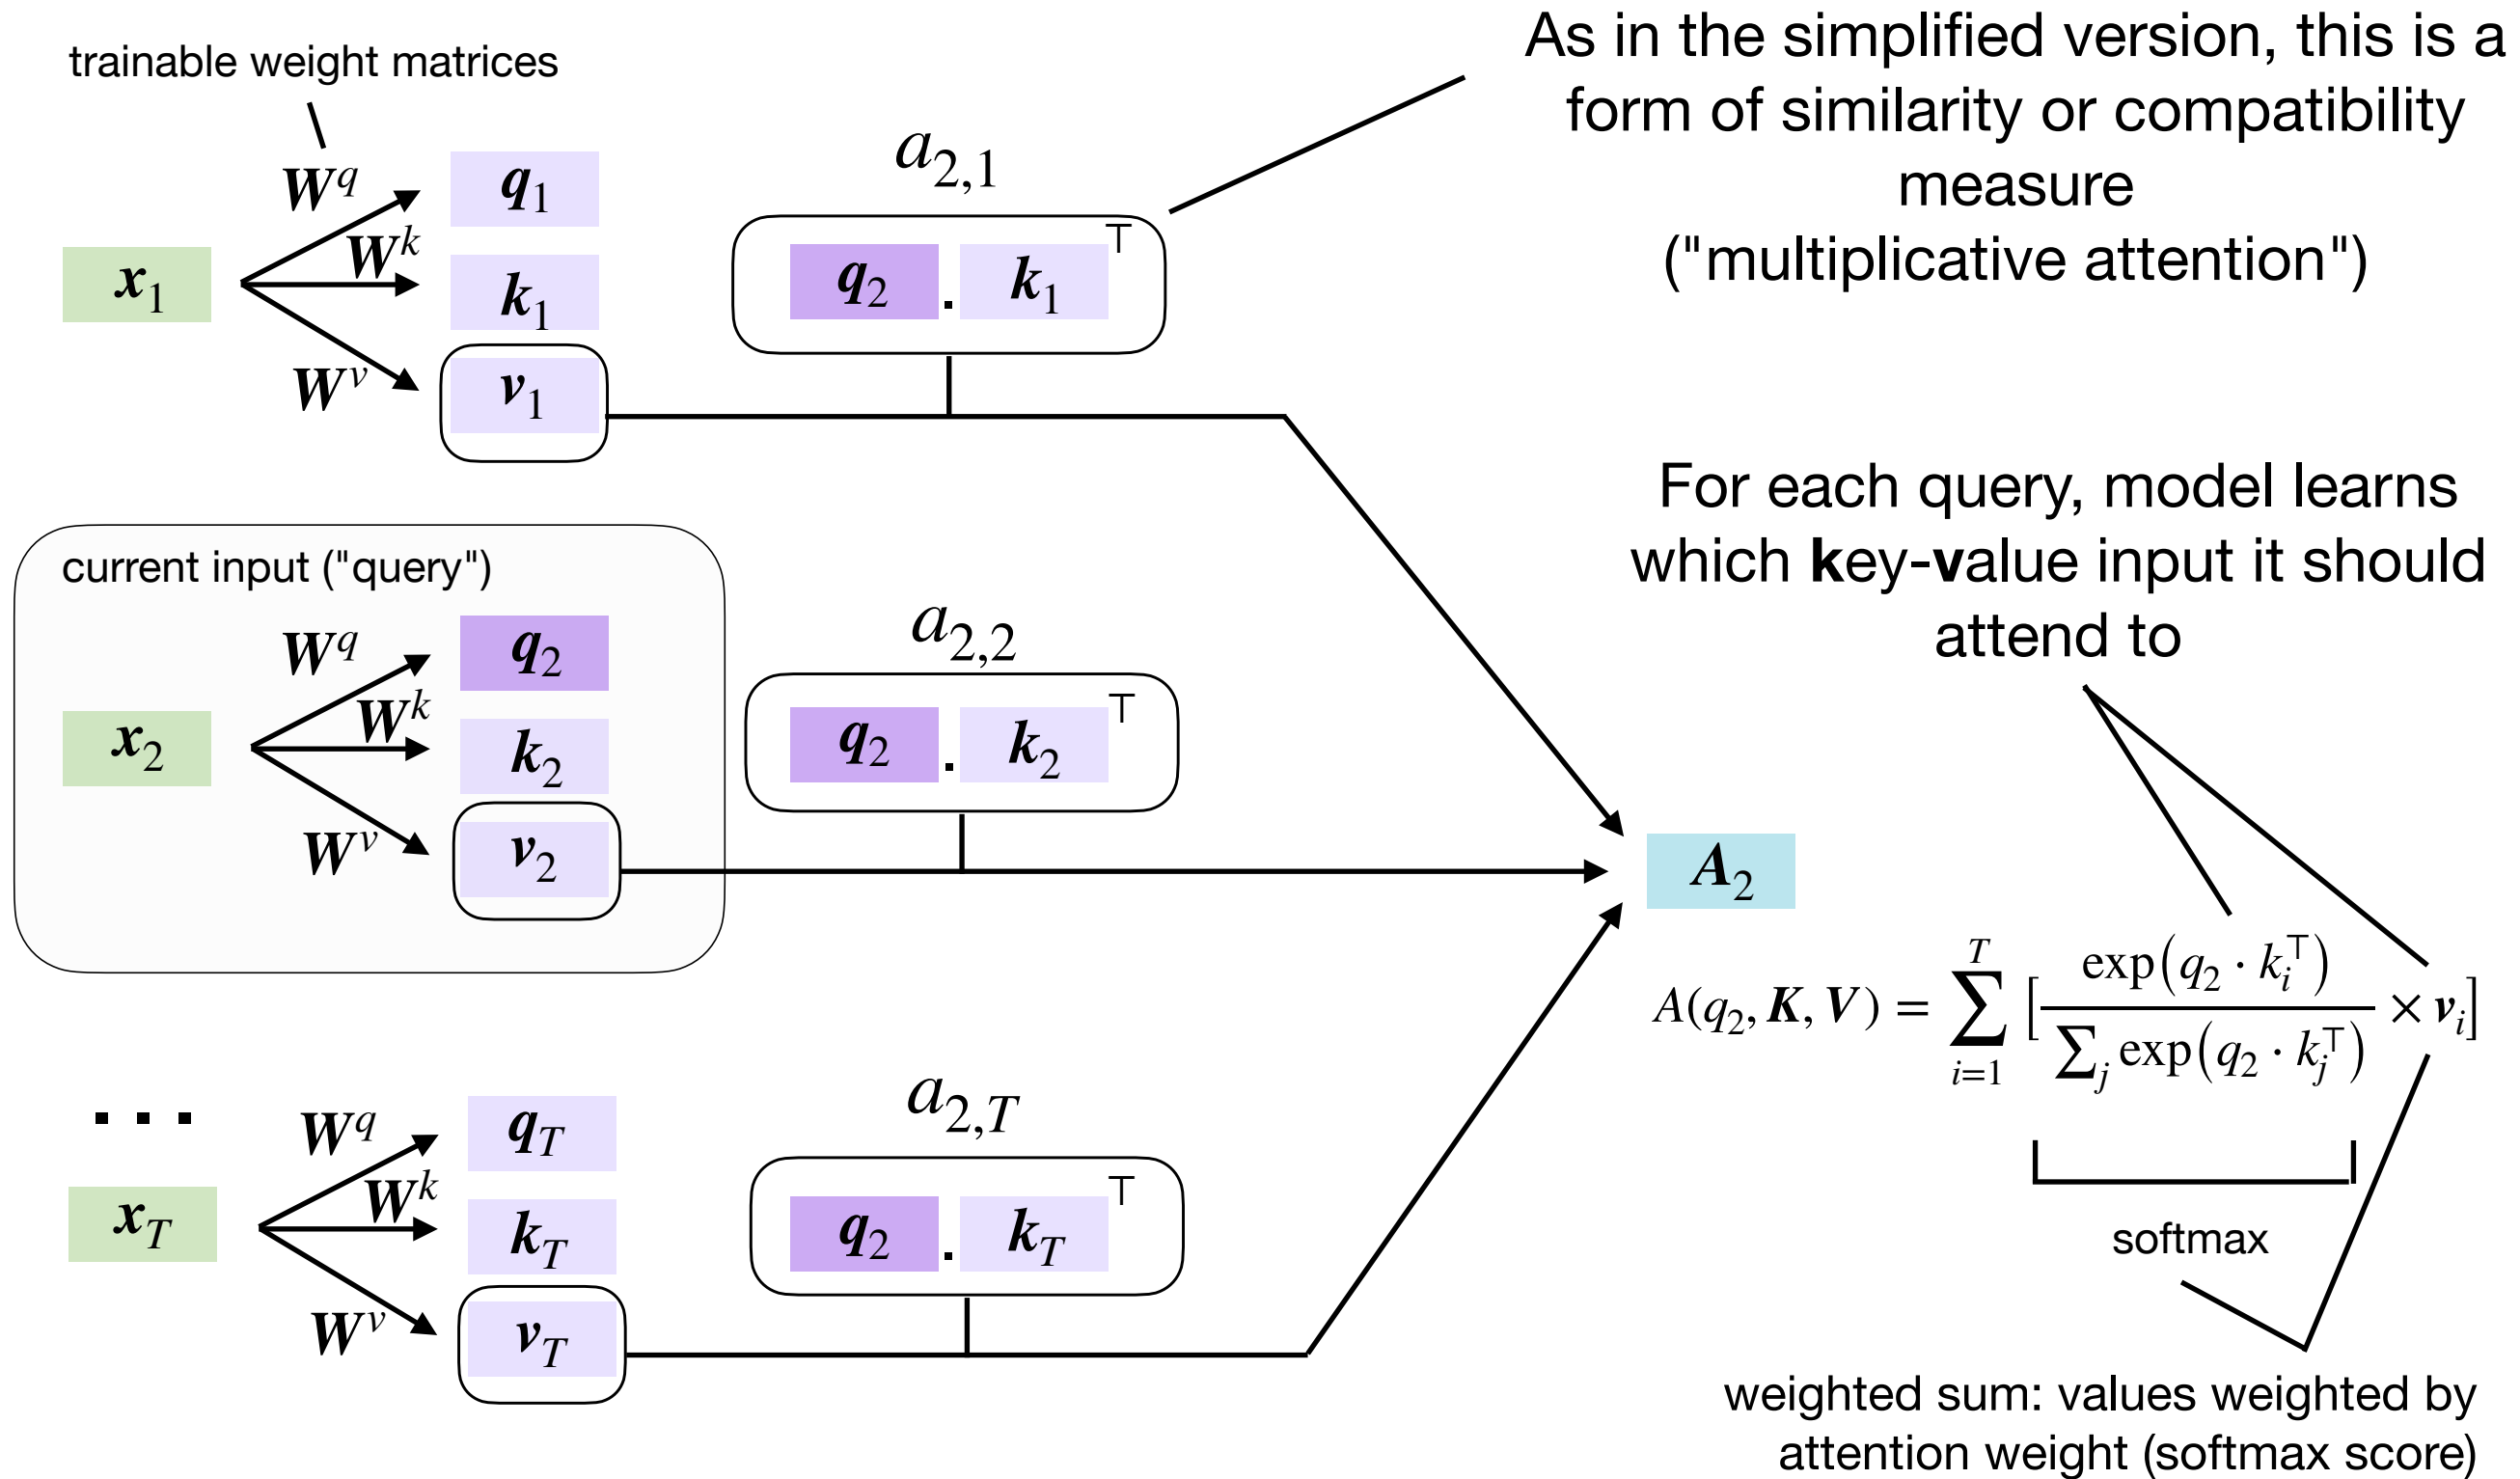 trainable weight matrices
As in the simplified version, this is a
form of similarity or compatibility
measure
("multiplicative attention")
W^q
q_1
a_{2,1}
x_1
W^k
k_1
q_2 . k_1^⊤
W^v
v_1
For each query, model learns
which key-value input it should
attend to
current input ("query")
W^q
q_2
a_{2,2}
x_2
W^k
k_2
q_2 . k_2^⊤
W^v
v_2
A_2
A(q_2, K, V) = ∑_{i=1}^{T} [ exp(q_2 · k_i^⊤) / ∑_j exp(q_2 · k_j^⊤) × v_i ]
. . .
W^q
q_T
a_{2,T}
x_T
W^k
k_T
q_2 . k_T^⊤
W^v
v_T
softmax
weighted sum: values weighted by
attention weight (softmax score)